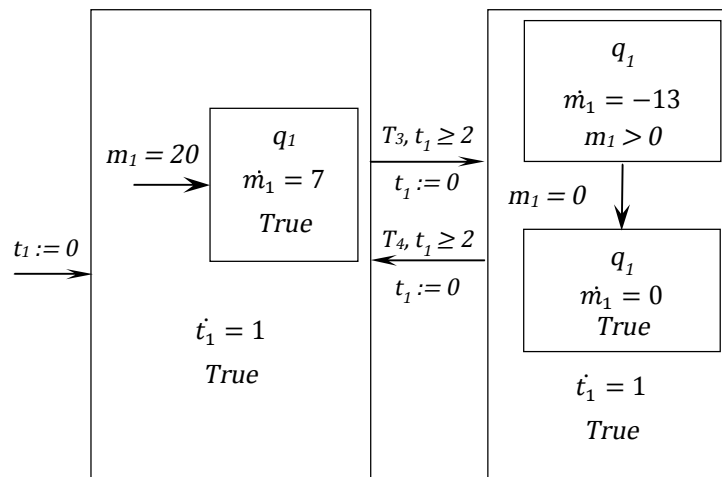 t₁ := 0
m₁ = 20
q₁
ṁ₁ = 7
True
ṫ₁ = 1
True
T₃, t₁ ≥ 2
t₁ := 0
T₄, t₁ ≥ 2
t₁ := 0
q₁
ṁ₁ = −13
m₁ > 0
m₁ = 0
q₁
ṁ₁ = 0
True
ṫ₁ = 1
True